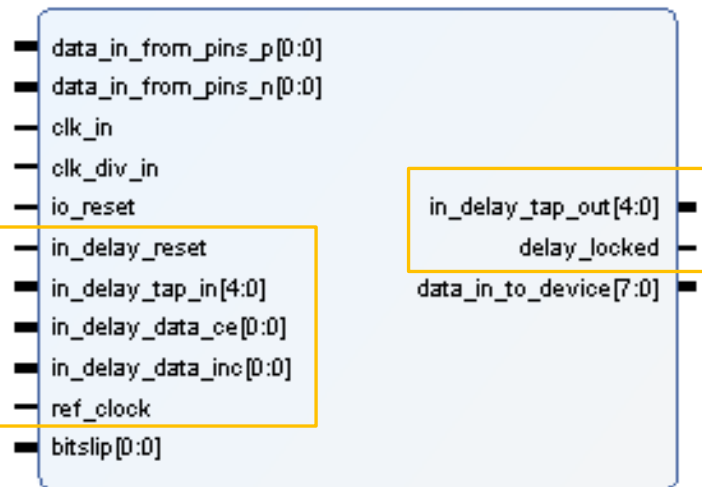 data_in_from_pins_p[0:0]
data_in_from_pins_n[0:0]
clk_in
clk_div_in
io_reset
in_delay_reset
in_delay_tap_in[4:0]
in_delay_data_ce[0:0]
in_delay_data_inc[0:0]
ref_clock
bitslip[0:0]
in_delay_tap_out[4:0]
delay_locked
data_in_to_device[7:0]